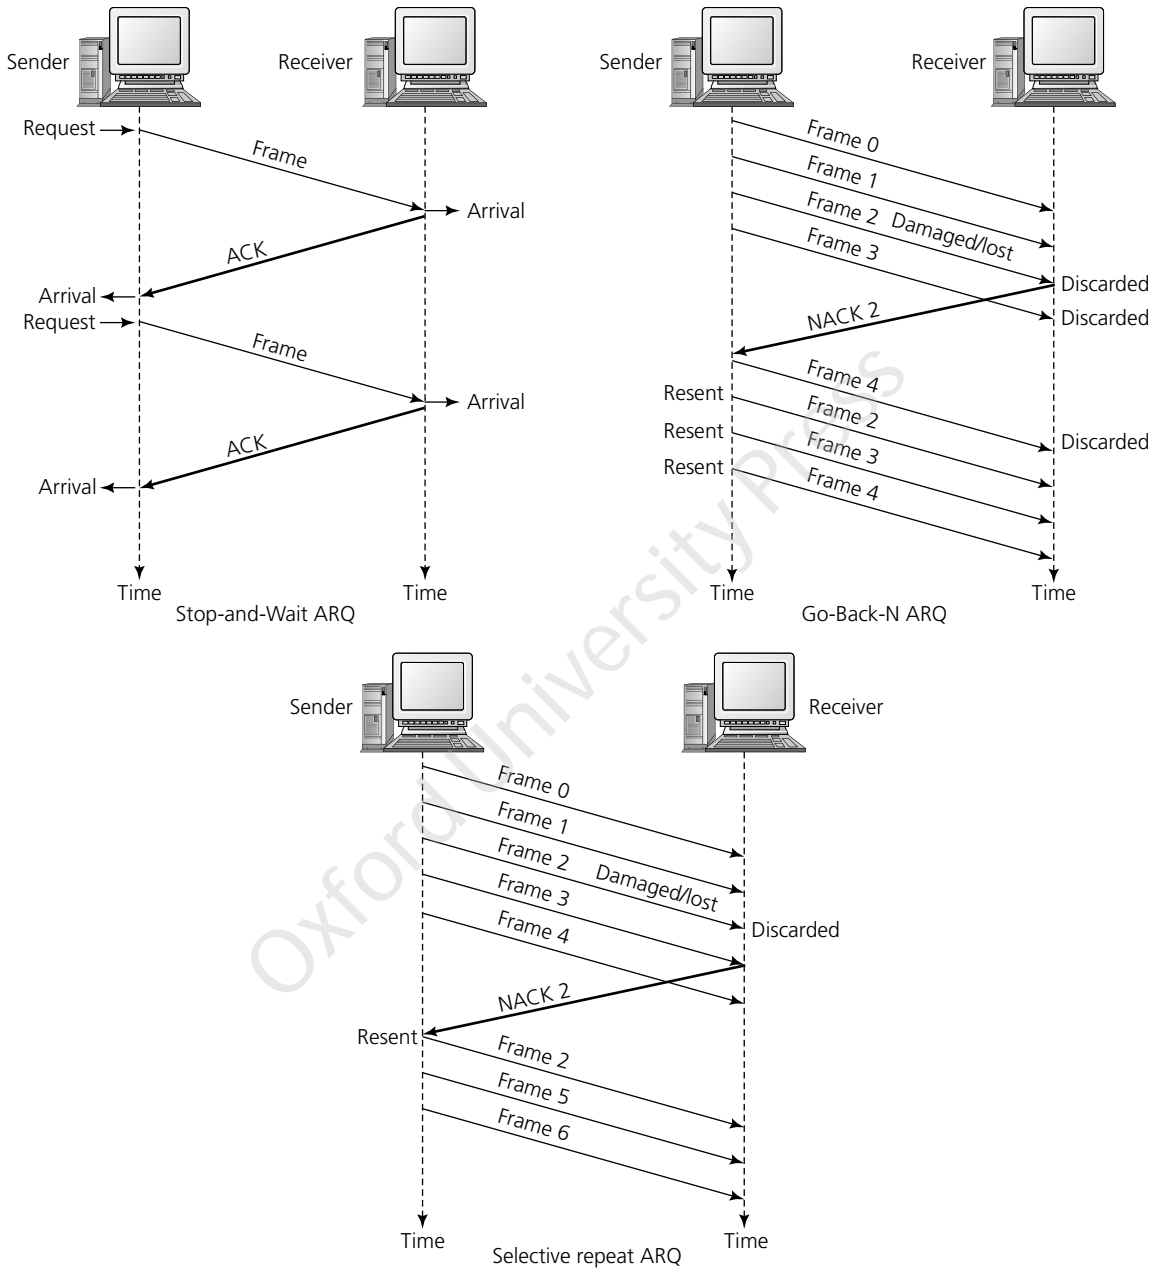 Sender
Receiver
Request
Frame
Arrival
ACK
Arrival
Request
Frame
Arrival
ACK
Arrival
Time
Time
Stop-and-Wait ARQ
Sender
Receiver
Frame 0
Frame 1
Frame 2 Damaged/lost
Frame 3
Discarded
Discarded
NACK 2
Frame 4
Resent
Frame 2
Resent
Discarded
Frame 3
Resent
Frame 4
Time
Time
Go-Back-N ARQ
Sender
Receiver
Frame 0
Frame 1
Frame 2 Damaged/lost
Frame 3
Frame 4
Discarded
NACK 2
Resent
Frame 2
Frame 5
Frame 6
Time
Time
Selective repeat ARQ
Oxford University Press